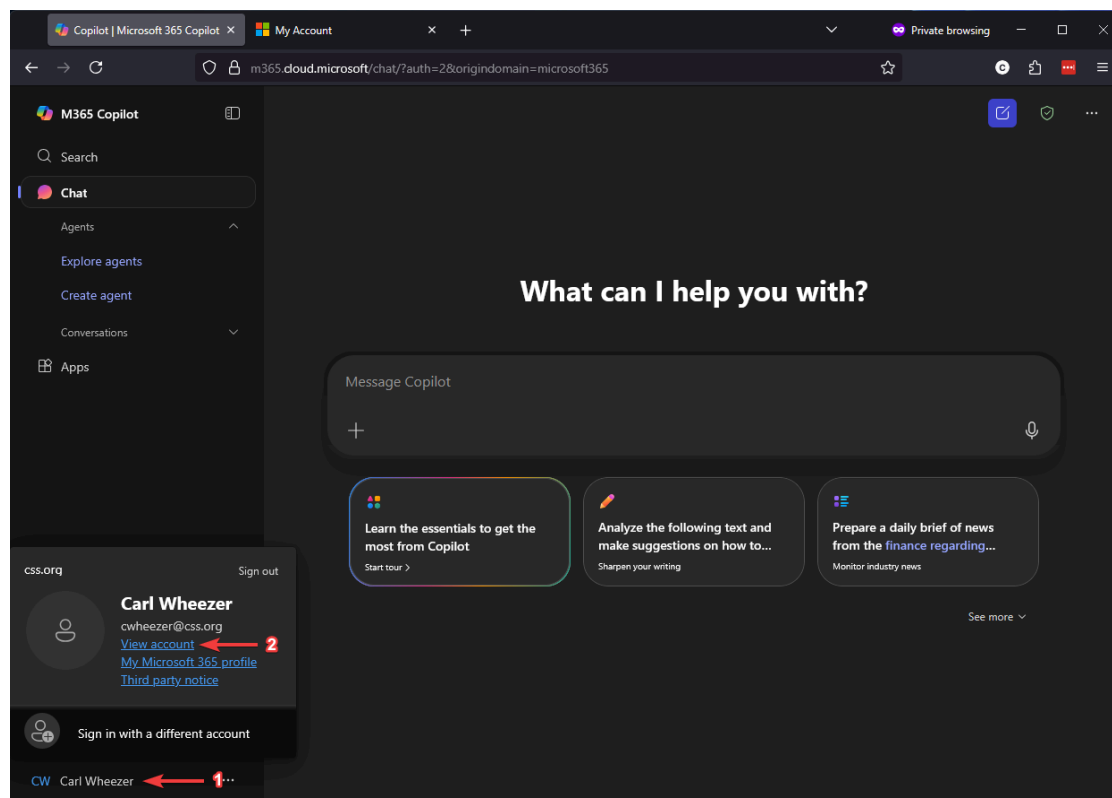 Copilot | Microsoft 365 Copilot
My Account
Private browsing
m365.cloud.microsoft/chat/?auth=2&origindomain=microsoft365
M365 Copilot
Search
Chat
Agents
Explore agents
Create agent
Conversations
Apps
What can I help you with?
Message Copilot
Learn the essentials to get the
most from Copilot
Start tour >
Analyze the following text and
make suggestions on how to...
Sharpen your writing
Prepare a daily brief of news
from the finance regarding...
Monitor industry news
See more
css.org
Sign out
Carl Wheezer
cwheezer@css.org
View account
2
My Microsoft 365 profile
Third party notice
Sign in with a different account
CW Carl Wheezer
1